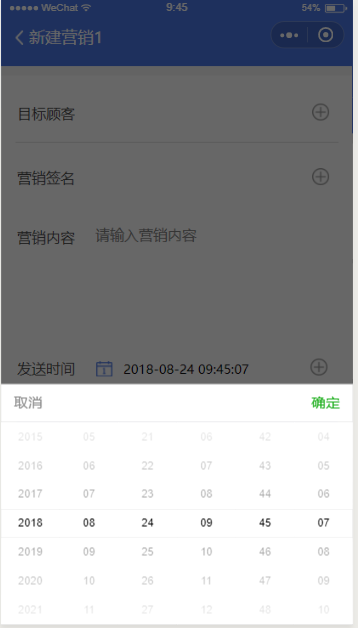 WeChat 9:45 54%
新建营销1
目标顾客
营销签名
营销内容 请输入营销内容
发送时间 2018-08-24 09:45:07
取消 确定
2015 05 21 06 42 04
2016 06 22 07 43 05
2017 07 23 08 44 06
2018 08 24 09 45 07
2019 09 25 10 46 08
2020 10 26 11 47 09
2021 11 27 12 48 10